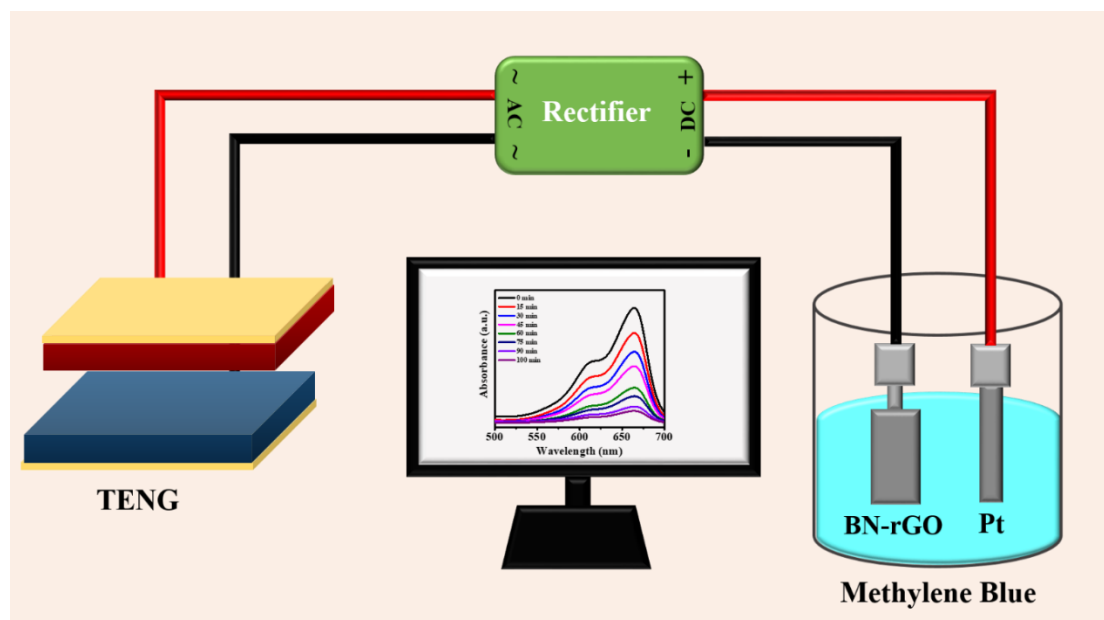 ~ AC ~
Rectifier
+ DC -
TENG
0 min
15 min
30 min
45 min
60 min
75 min
90 min
100 min
Absorbance (a.u.)
500 550 600 650 700
Wavelength (nm)
BN-rGO
Pt
Methylene Blue